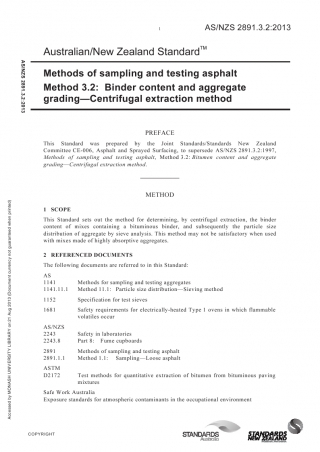 1
AS/NZS 2891.3.2:2013
AS/NZS 2891.3.2:2013
Australian/New Zealand Standard™
Methods of sampling and testing asphalt
Method 3.2: Binder content and aggregate
grading—Centrifugal extraction method
PREFACE
This Standard was prepared by the Joint Standards/Standards New Zealand
Committee CE-006, Asphalt and Sprayed Surfacing, to supersede AS/NZS 2891.3.2:1997,
Methods of sampling and testing asphalt, Method 3.2: Bitumen content and aggregate
grading—Centrifugal extraction method.
METHOD
1 SCOPE
This Standard sets out the method for determining, by centrifugal extraction, the binder
content of mixes containing a bituminous binder, and subsequently the particle size
distribution of aggregate by sieve analysis. This method may not be satisfactory when used
with mixes made of highly absorptive aggregates.
2 REFERENCED DOCUMENTS
The following documents are referred to in this Standard:
AS
1141 Methods for sampling and testing aggregates
1141.11.1 Method 11.1: Particle size distribution—Sieving method
1152 Specification for test sieves
1681 Safety requirements for electrically-heated Type 1 ovens in which flammable
volatiles occur
AS/NZS
2243 Safety in laboratories
2243.8 Part 8: Fume cupboards
2891 Methods of sampling and testing asphalt
2891.1.1 Method 1.1: Sampling—Loose asphalt
ASTM
D2172 Test methods for quantitative extraction of bitumen from bituminous paving
mixtures
Safe Work Australia
Exposure standards for atmospheric contaminants in the occupational environment
Accessed by MONASH UNIVERSITY LIBRARY on 21 Aug 2013 (Document currency not guaranteed when printed)
COPYRIGHT
STANDARDS
Australia
STANDARDS
NEW ZEALAND